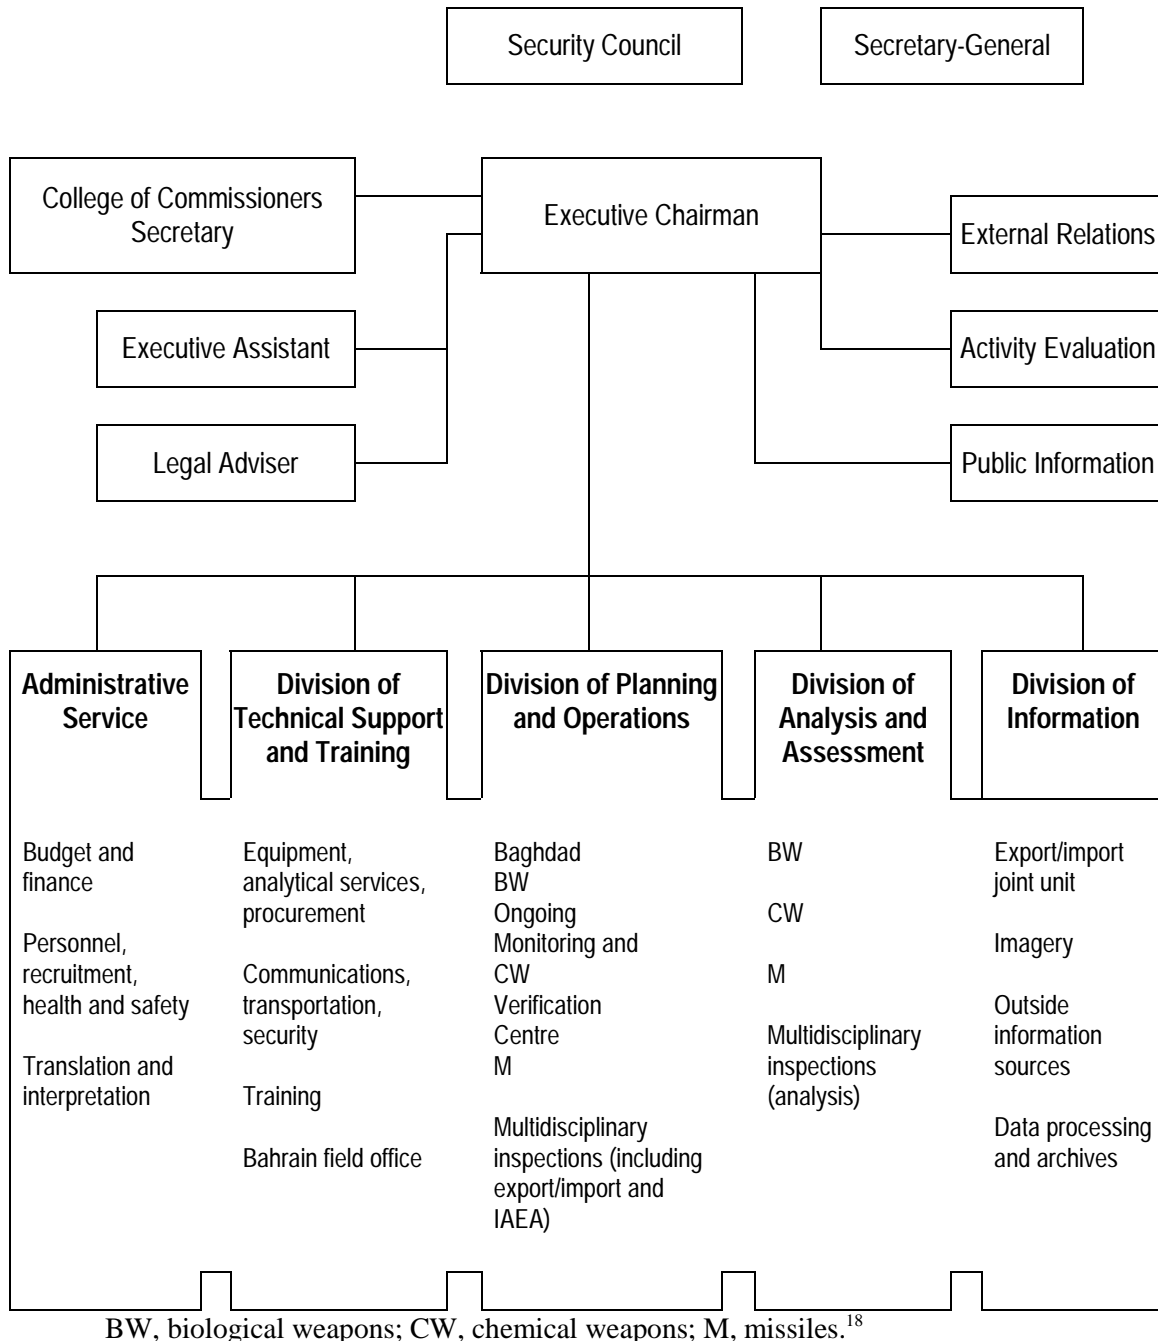 Security Council
Secretary-General
College of Commissioners
Secretary
Executive Chairman
External Relations
Executive Assistant
Activity Evaluation
Legal Adviser
Public Information
Administrative
Service
Division of
Technical Support
and Training
Division of Planning
and Operations
Division of
Analysis and
Assessment
Division of
Information
Budget and
finance
Personnel,
recruitment,
health and safety
Translation and
interpretation
Equipment,
analytical services,
procurement
Communications,
transportation,
security
Training
Bahrain field office
Baghdad
BW
Ongoing
Monitoring and
CW
Verification
Centre
M
Multidisciplinary
inspections (including
export/import and
IAEA)
BW
CW
M
Multidisciplinary
inspections
(analysis)
Export/import
joint unit
Imagery
Outside
information
sources
Data processing
and archives
BW, biological weapons; CW, chemical weapons; M, missiles.18